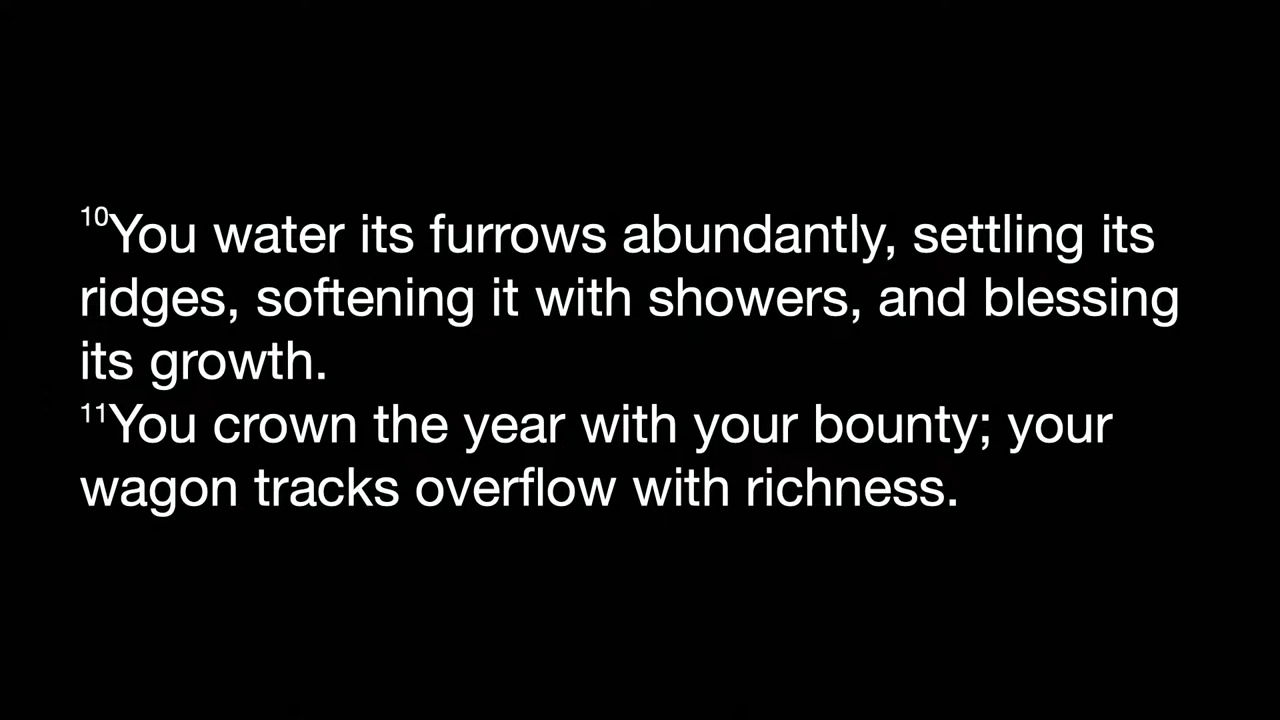 10You water its furrows abundantly, settling its
ridges, softening it with showers, and blessing
its growth.
11You crown the year with your bounty; your
wagon tracks overflow with richness.